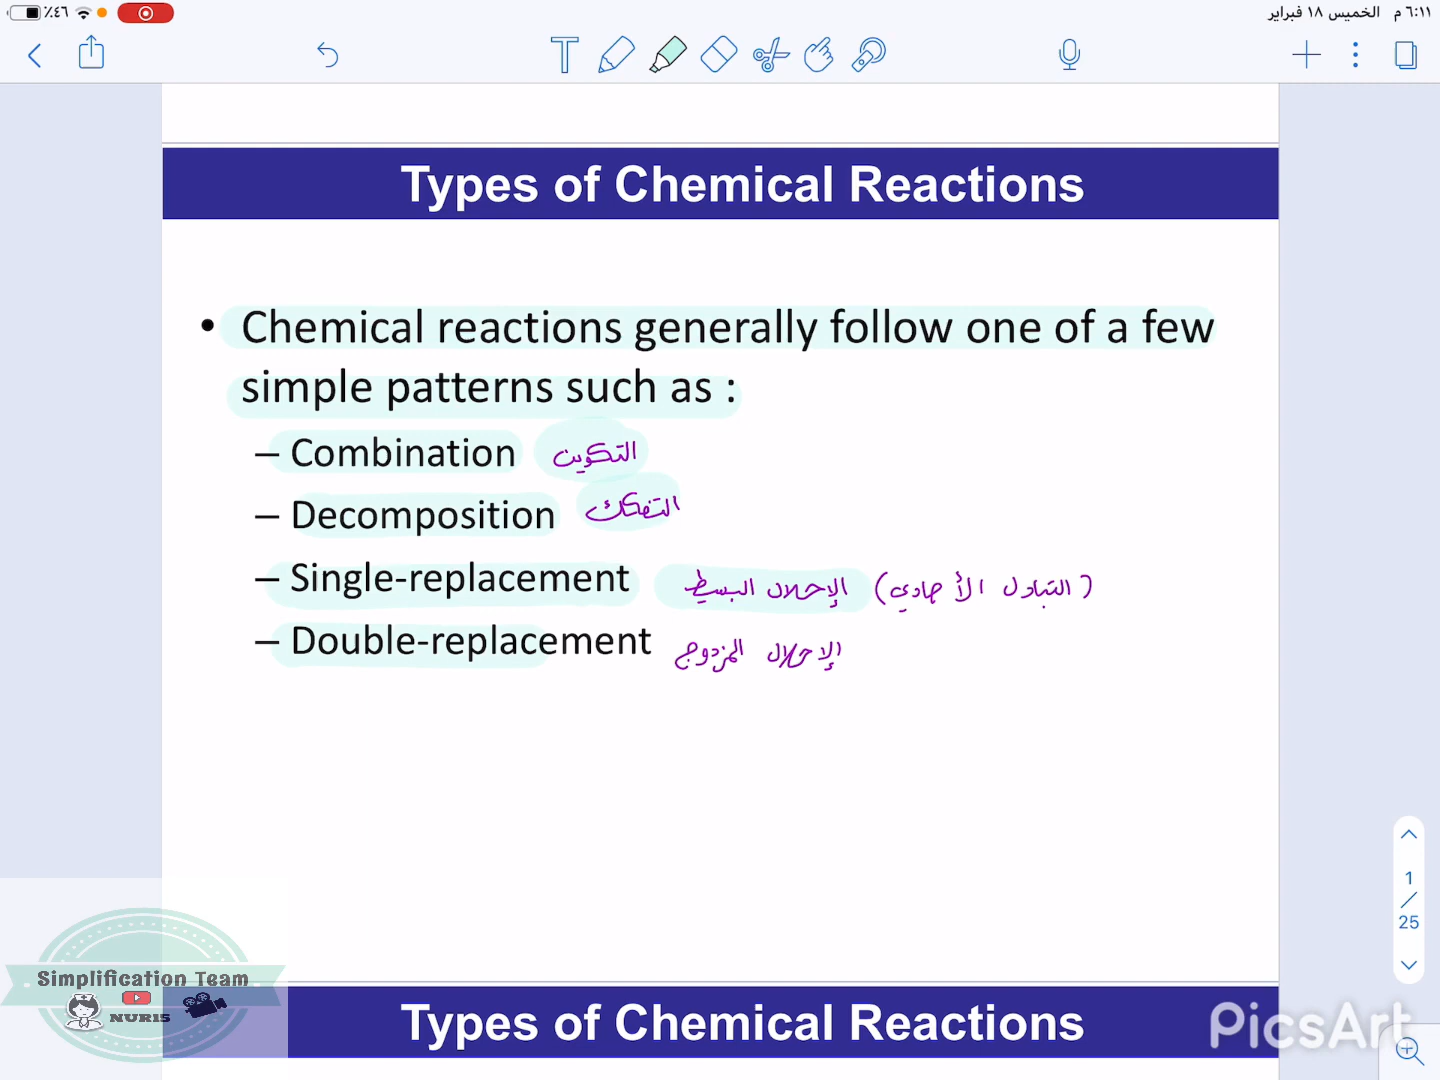 ٪٤٦
٦:١١ م الخميس ١٨ فبراير
Types of Chemical Reactions
• Chemical reactions generally follow one of a few
simple patterns such as :
– Combination التكوين
– Decomposition التفكك
– Single-replacement الإحلال البسيط (التبادل الأحادي)
– Double-replacement الإحلال المزدوج
1
/
25
Simplification Team
NURIS
Types of Chemical Reactions
PicsArt